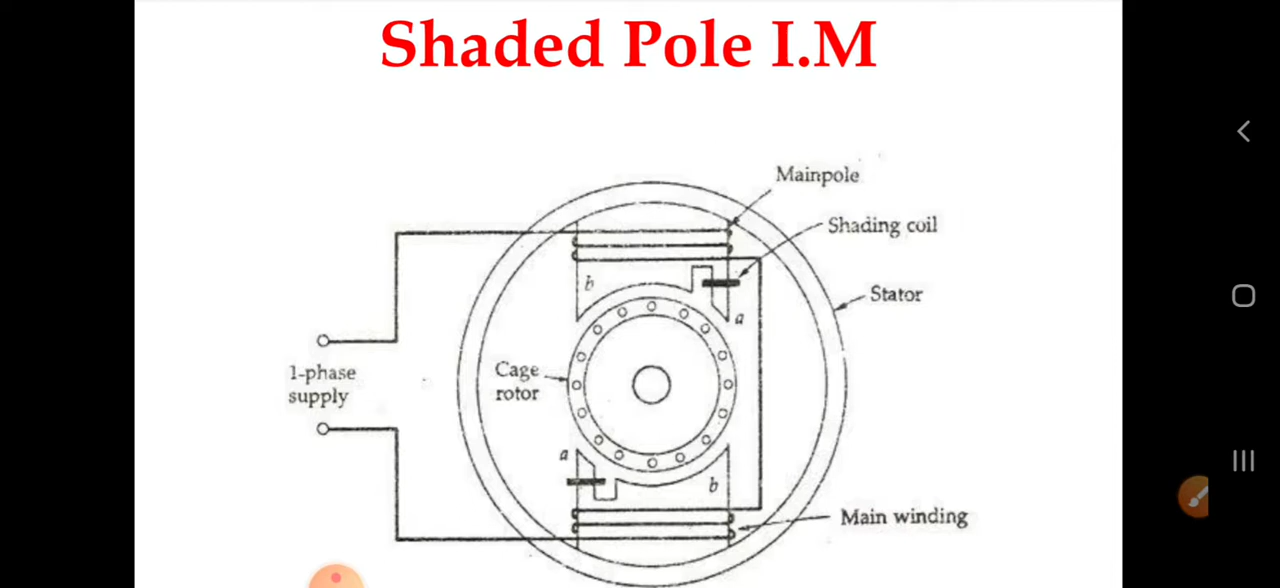 Shaded Pole I.M
Mainpole
Shading coil
b
Stator
a
1-phase
supply
Cage
rotor
a
b
Main winding